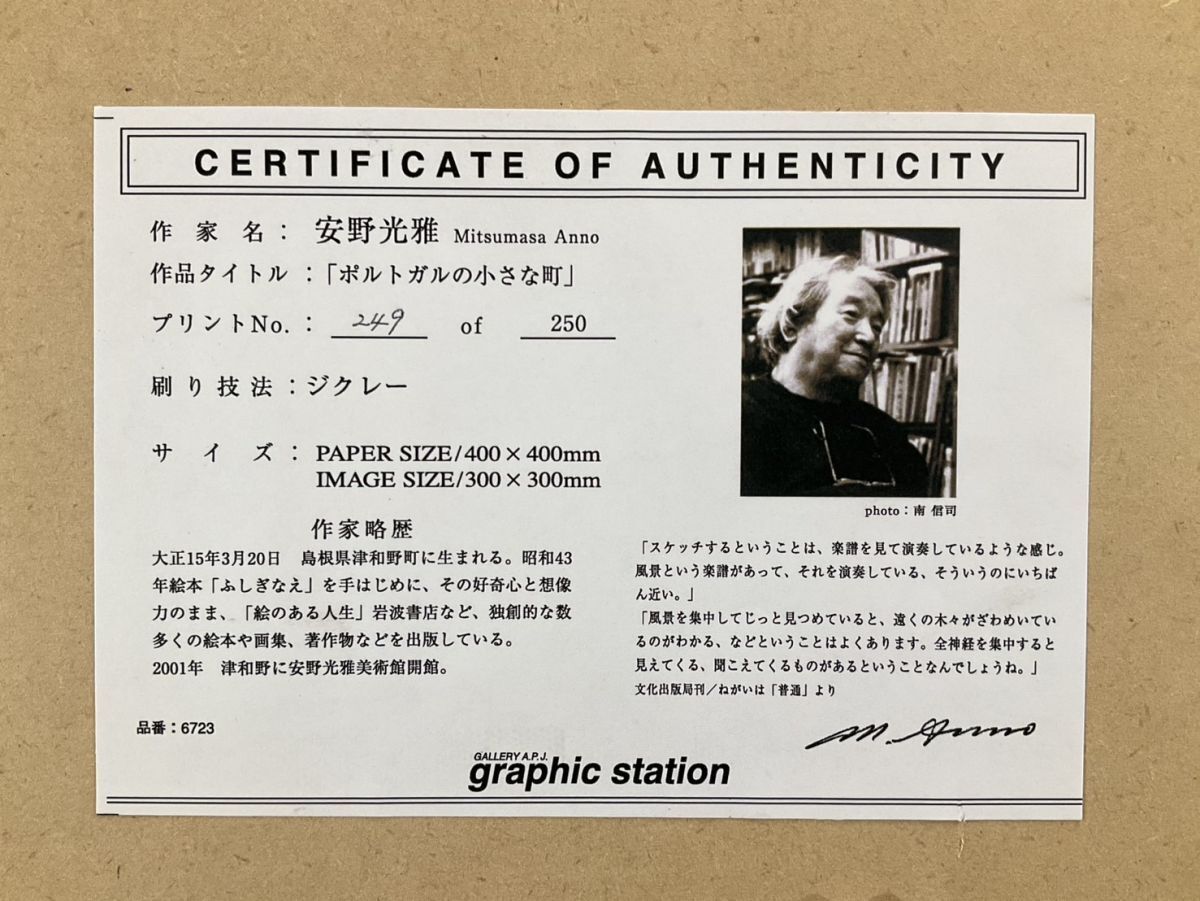 CERTIFICATE OF AUTHENTICITY
作家名：安野光雅 Mitsumasa Anno
作品タイトル：「ポルトガルの小さな町」
プリントNo.： 249 of 250
刷り技法：ジクレー
サイズ：PAPER SIZE/400×400mm
IMAGE SIZE/300×300mm
作家略歴
大正15年3月20日　島根県津和野町に生まれる。昭和43
年絵本「ふしぎなえ」を手はじめに、その好奇心と想像
力のまま、「絵のある人生」岩波書店など、独創的な数
多くの絵本や画集、著作物などを出版している。
2001年　津和野に安野光雅美術館開館。
品番：6723
photo：南 信司
「スケッチするということは、楽譜を見て演奏しているような感じ。
風景という楽譜があって、それを演奏している、そういうのにいちば
ん近い。」
「風景を集中してじっと見つめていると、遠くの木々がざわめいてい
るのがわかる、などということはよくあります。全神経を集中すると
見えてくる、聞こえてくるものがあるということなんでしょうね。」
文化出版局刊／ねがいは「普通」より
M. Anno
GALLERY A.P.J.
graphic station